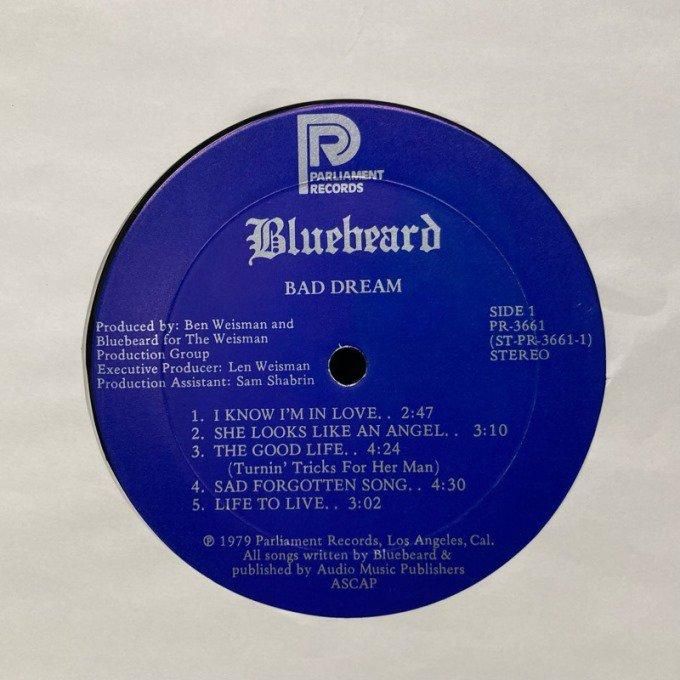 PR
PARLIAMENT
RECORDS
Bluebeard
BAD DREAM
Produced by: Ben Weisman and
Bluebeard for The Weisman
Production Group
Executive Producer: Len Weisman
Production Assistant: Sam Shabrin
SIDE 1
PR-3661
(ST-PR-3661-1)
STEREO
1. I KNOW I'M IN LOVE. . 2:47
2. SHE LOOKS LIKE AN ANGEL. . 3:10
3. THE GOOD LIFE. . 4:24
(Turnin' Tricks For Her Man)
4. SAD FORGOTTEN SONG. . 4:30
5. LIFE TO LIVE. . 3:02
℗ 1979 Parliament Records, Los Angeles, Cal.
All songs written by Bluebeard &
published by Audio Music Publishers
ASCAP